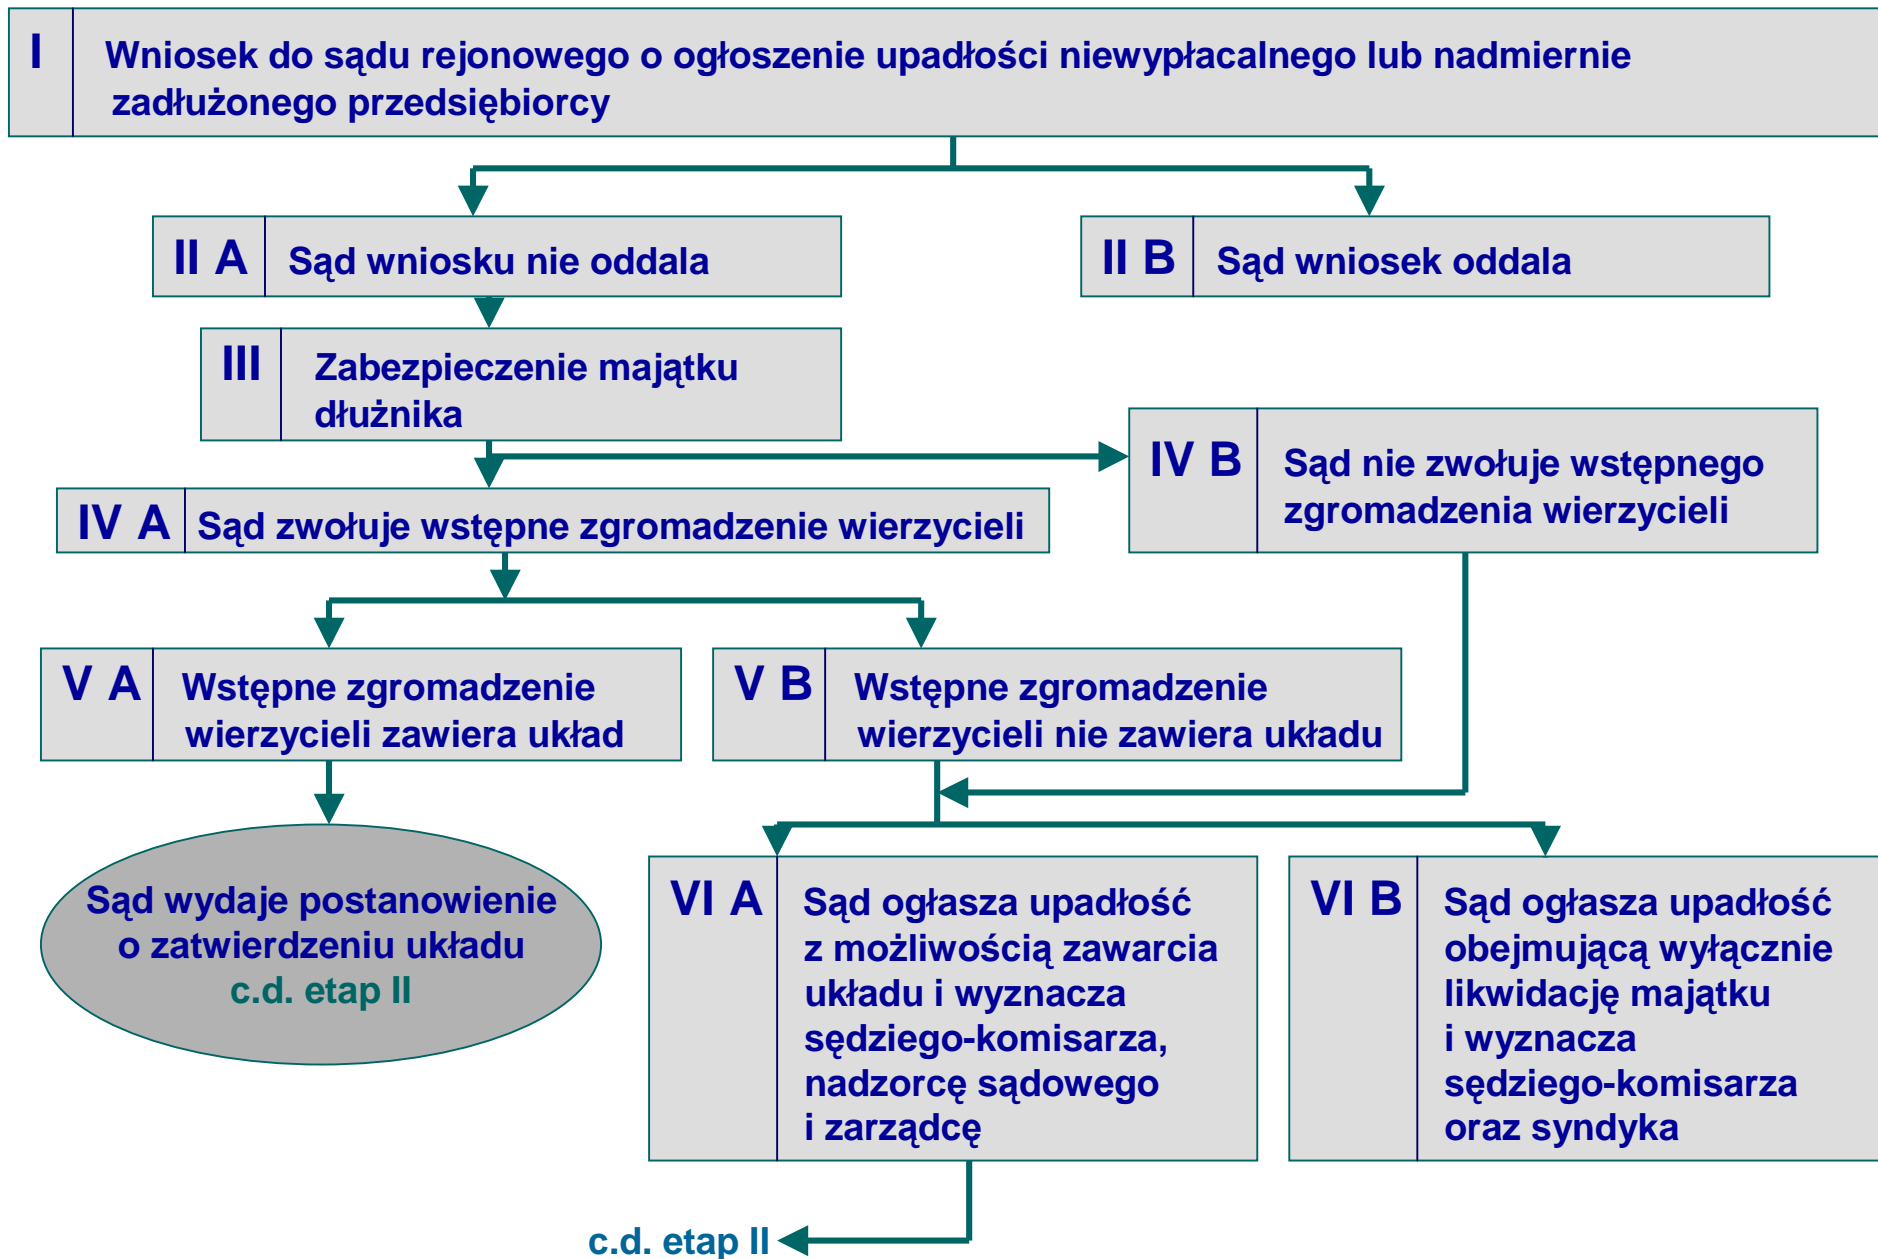 I
Wniosek do sądu rejonowego o ogłoszenie upadłości niewypłacalnego lub nadmiernie
zadłużonego przedsiębiorcy
II A
Sąd wniosku nie oddala
II B
Sąd wniosek oddala
III
Zabezpieczenie majątku
dłużnika
IV A
Sąd zwołuje wstępne zgromadzenie wierzycieli
IV B
Sąd nie zwołuje wstępnego
zgromadzenia wierzycieli
V A
Wstępne zgromadzenie
wierzycieli zawiera układ
V B
Wstępne zgromadzenie
wierzycieli nie zawiera układu
Sąd wydaje postanowienie
o zatwierdzeniu układu
c.d. etap II
VI A
Sąd ogłasza upadłość
z możliwością zawarcia
układu i wyznacza
sędziego-komisarza,
nadzorcę sądowego
i zarządcę
VI B
Sąd ogłasza upadłość
obejmującą wyłącznie
likwidację majątku
i wyznacza
sędziego-komisarza
oraz syndyka
c.d. etap II